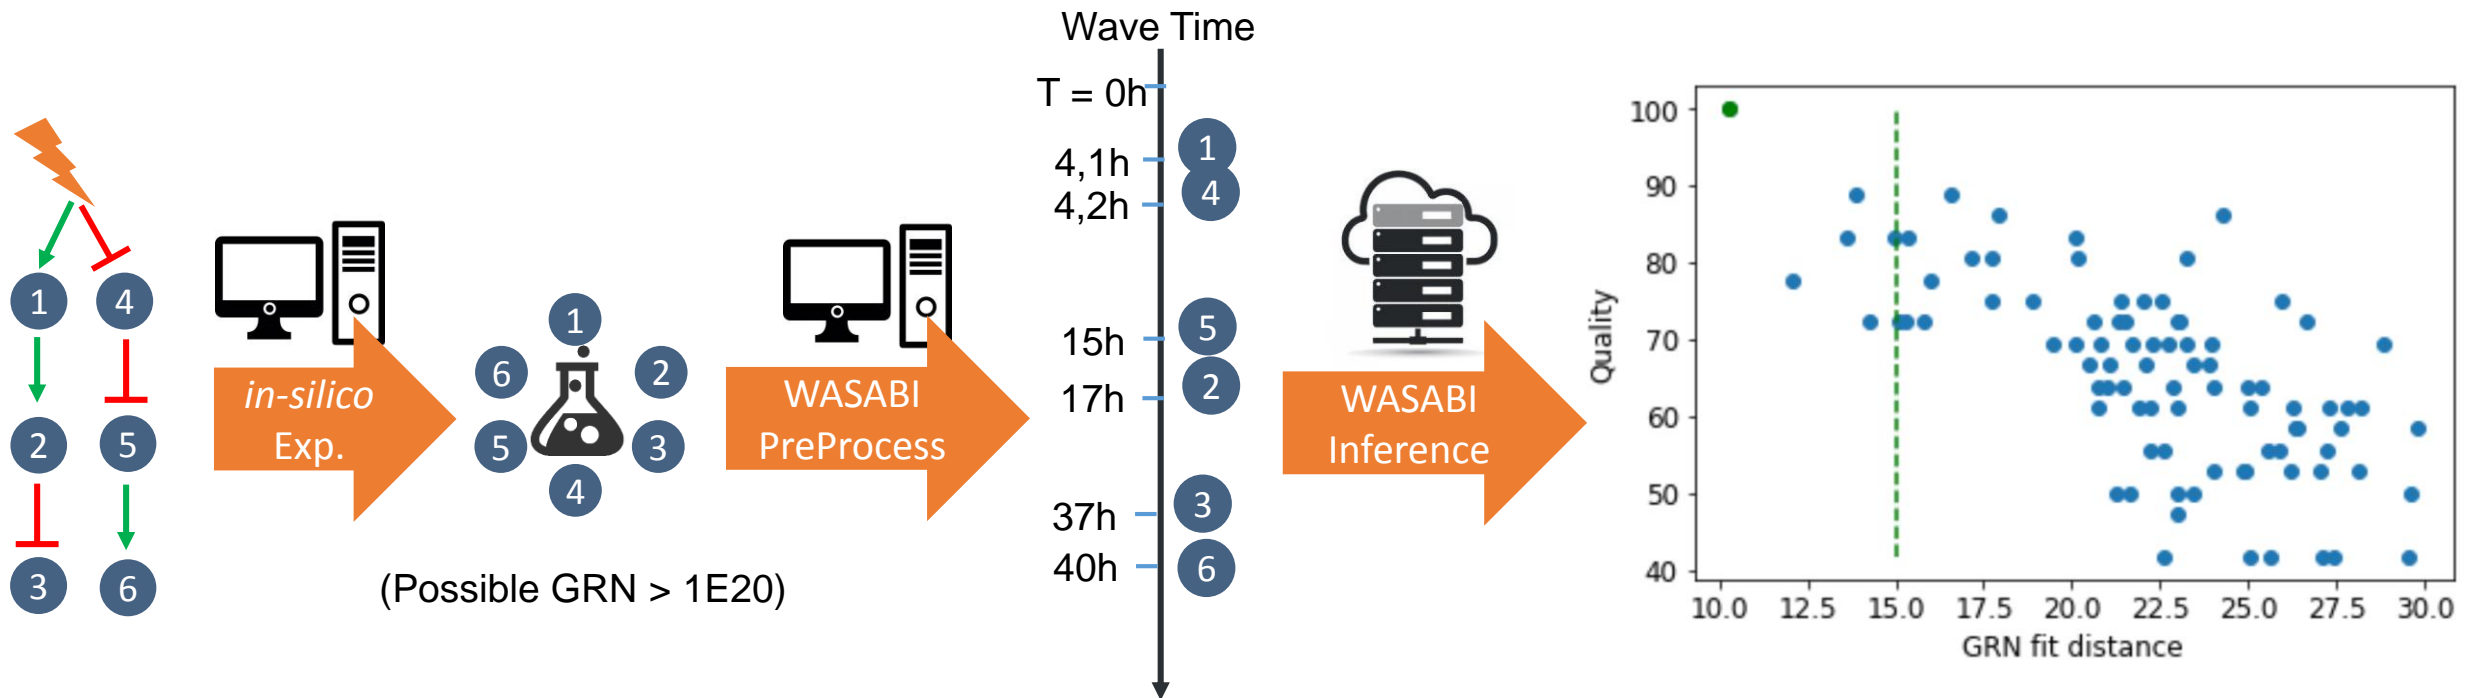 1
4
2
5
3
6
in-silico
Exp.
1
6
2
5
3
4
(Possible GRN > 1E20)
WASABI
PreProcess
Wave Time
T = 0h
4,1h
1
4,2h
4
15h
5
17h
2
37h
3
40h
6
WASABI
Inference
Quality
100
90
80
70
60
50
40
10.0 12.5 15.0 17.5 20.0 22.5 25.0 27.5 30.0
GRN fit distance